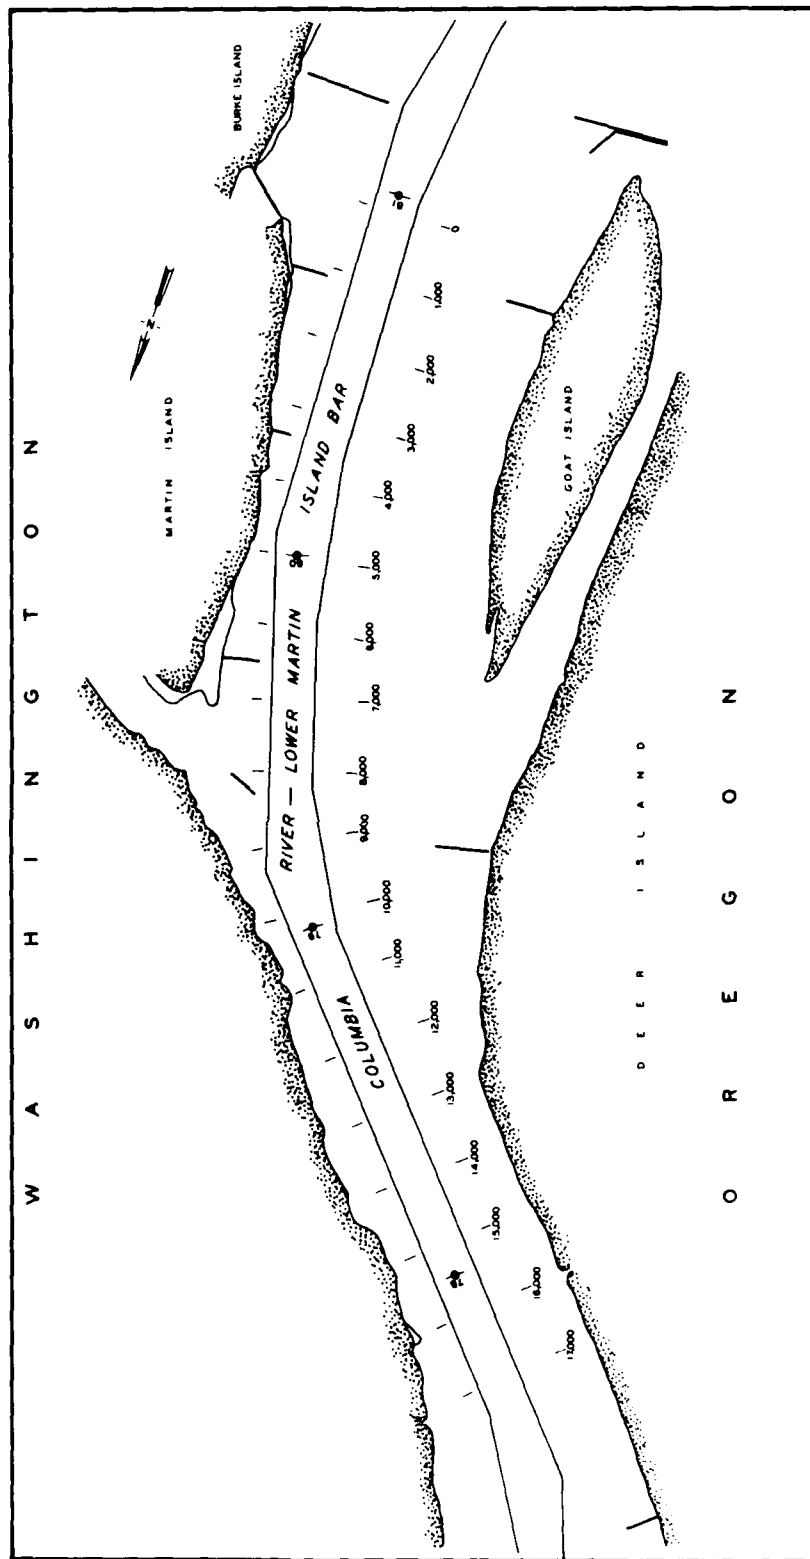 WASHINGTON
BURKE ISLAND
MARTIN ISLAND
N
COLUMBIA RIVER — LOWER MARTIN ISLAND BAR
0
1,000
2,000
3,000
4,000
5,000
6,000
7,000
8,000
9,000
10,000
11,000
12,000
13,000
14,000
15,000
16,000
17,000
GOAT ISLAND
DEER ISLAND
OREGON